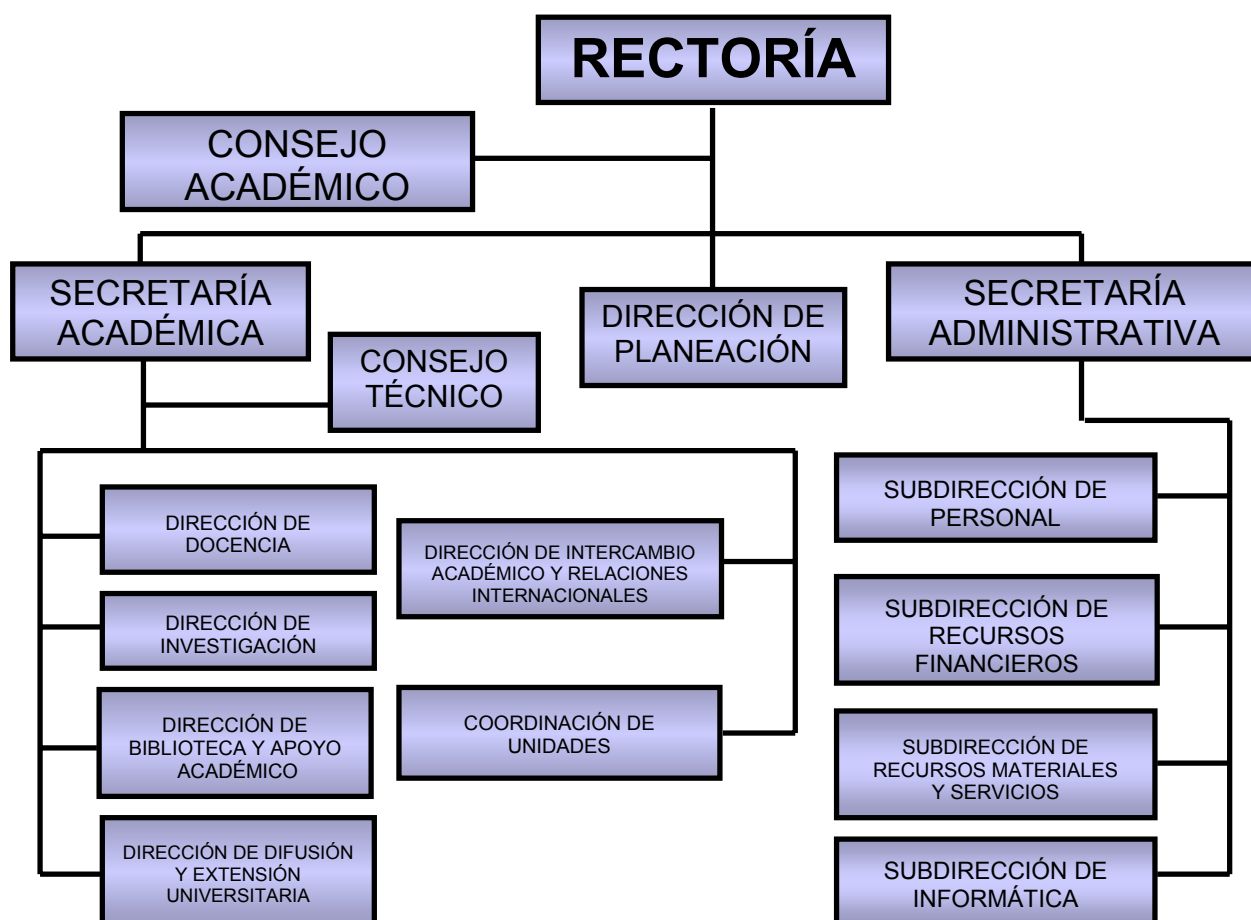 RECTORÍA
CONSEJO
ACADÉMICO
SECRETARÍA
ACADÉMICA
DIRECCIÓN DE
PLANEACIÓN
SECRETARÍA
ADMINISTRATIVA
CONSEJO
TÉCNICO
DIRECCIÓN DE
DOCENCIA
DIRECCIÓN DE
INVESTIGACIÓN
DIRECCIÓN DE
BIBLIOTECA Y APOYO
ACADÉMICO
DIRECCIÓN DE DIFUSIÓN
Y EXTENSIÓN
UNIVERSITARIA
DIRECCIÓN DE INTERCAMBIO
ACADÉMICO Y RELACIONES
INTERNACIONALES
COORDINACIÓN DE
UNIDADES
SUBDIRECCIÓN DE
PERSONAL
SUBDIRECCIÓN DE
RECURSOS
FINANCIEROS
SUBDIRECCIÓN DE
RECURSOS MATERIALES
Y SERVICIOS
SUBDIRECCIÓN DE
INFORMÁTICA